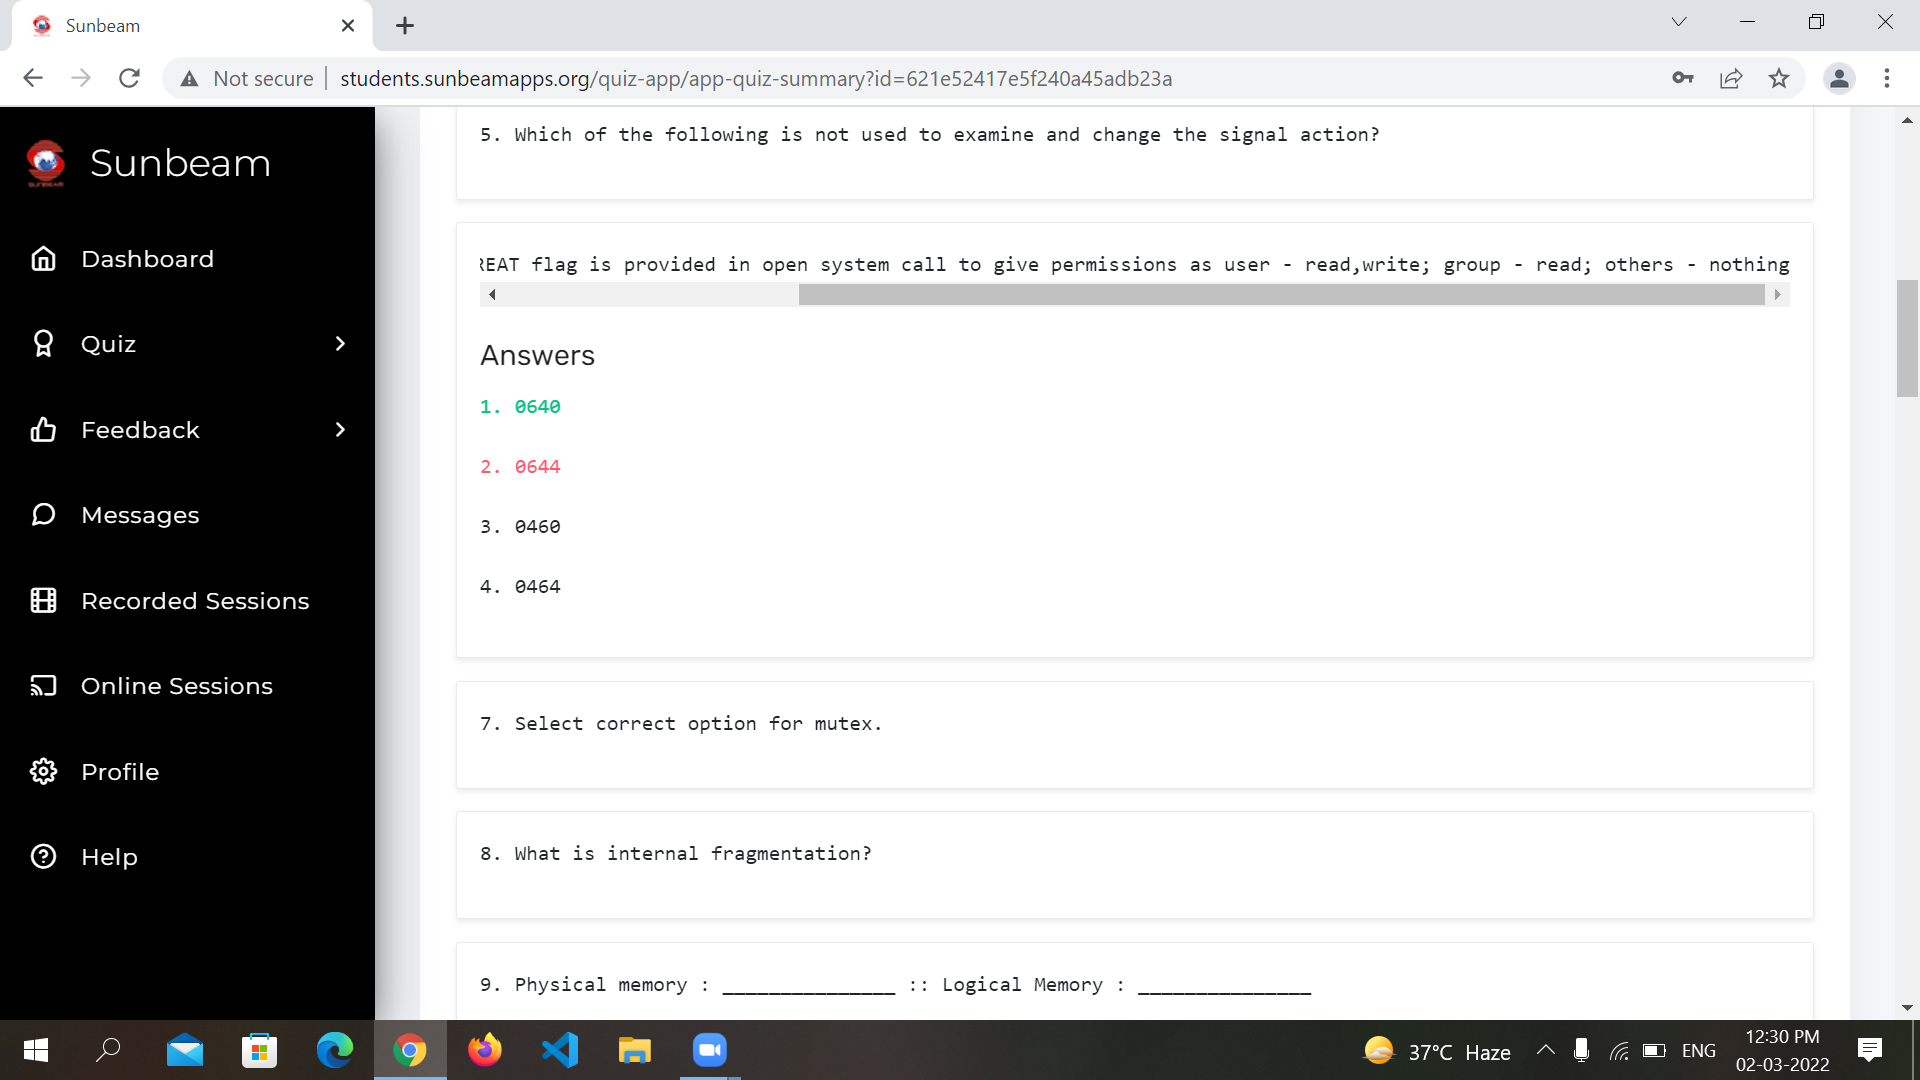 Sunbeam
Not secure
students.sunbeamapps.org/quiz-app/app-quiz-summary?id=621e52417e5f240a45adb23a
Sunbeam
Dashboard
Quiz
Feedback
Messages
Recorded Sessions
Online Sessions
Profile
Help
5. Which of the following is not used to examine and change the signal action?
REAT flag is provided in open system call to give permissions as user - read,write; group - read; others - nothing
Answers
1. 0640
2. 0644
3. 0460
4. 0464
7. Select correct option for mutex.
8. What is internal fragmentation?
9. Physical memory : _______________ :: Logical Memory : _______________
37°C Haze
ENG
12:30 PM
02-03-2022